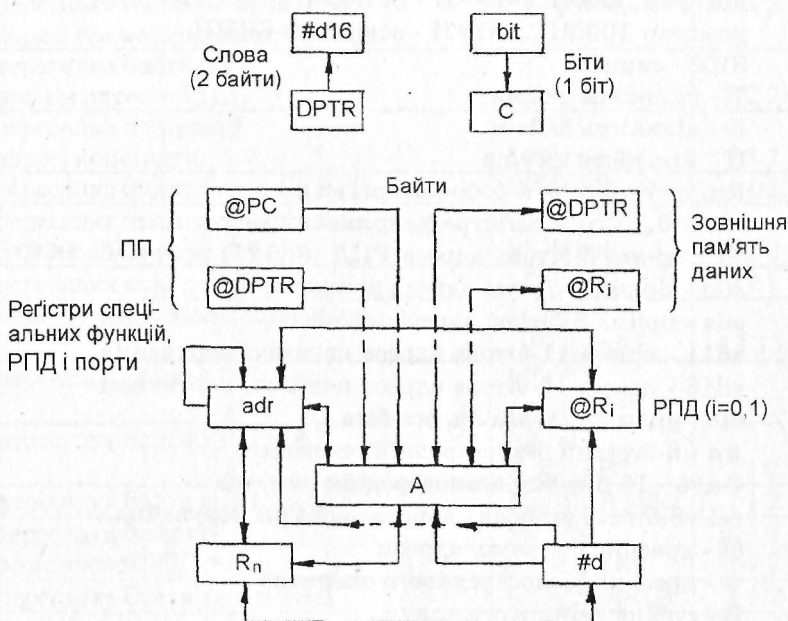 #d16
bit
Слова
(2 байти)
Біти
(1 біт)
DPTR
C
Байти
@PC
@DPTR
ПП
Зовнішня
пам'ять
даних
@DPTR
@Ri
Регістри спеці-
альних функцій,
РПД і порти
adr
@Ri
РПД (i=0,1)
A
Rn
#d